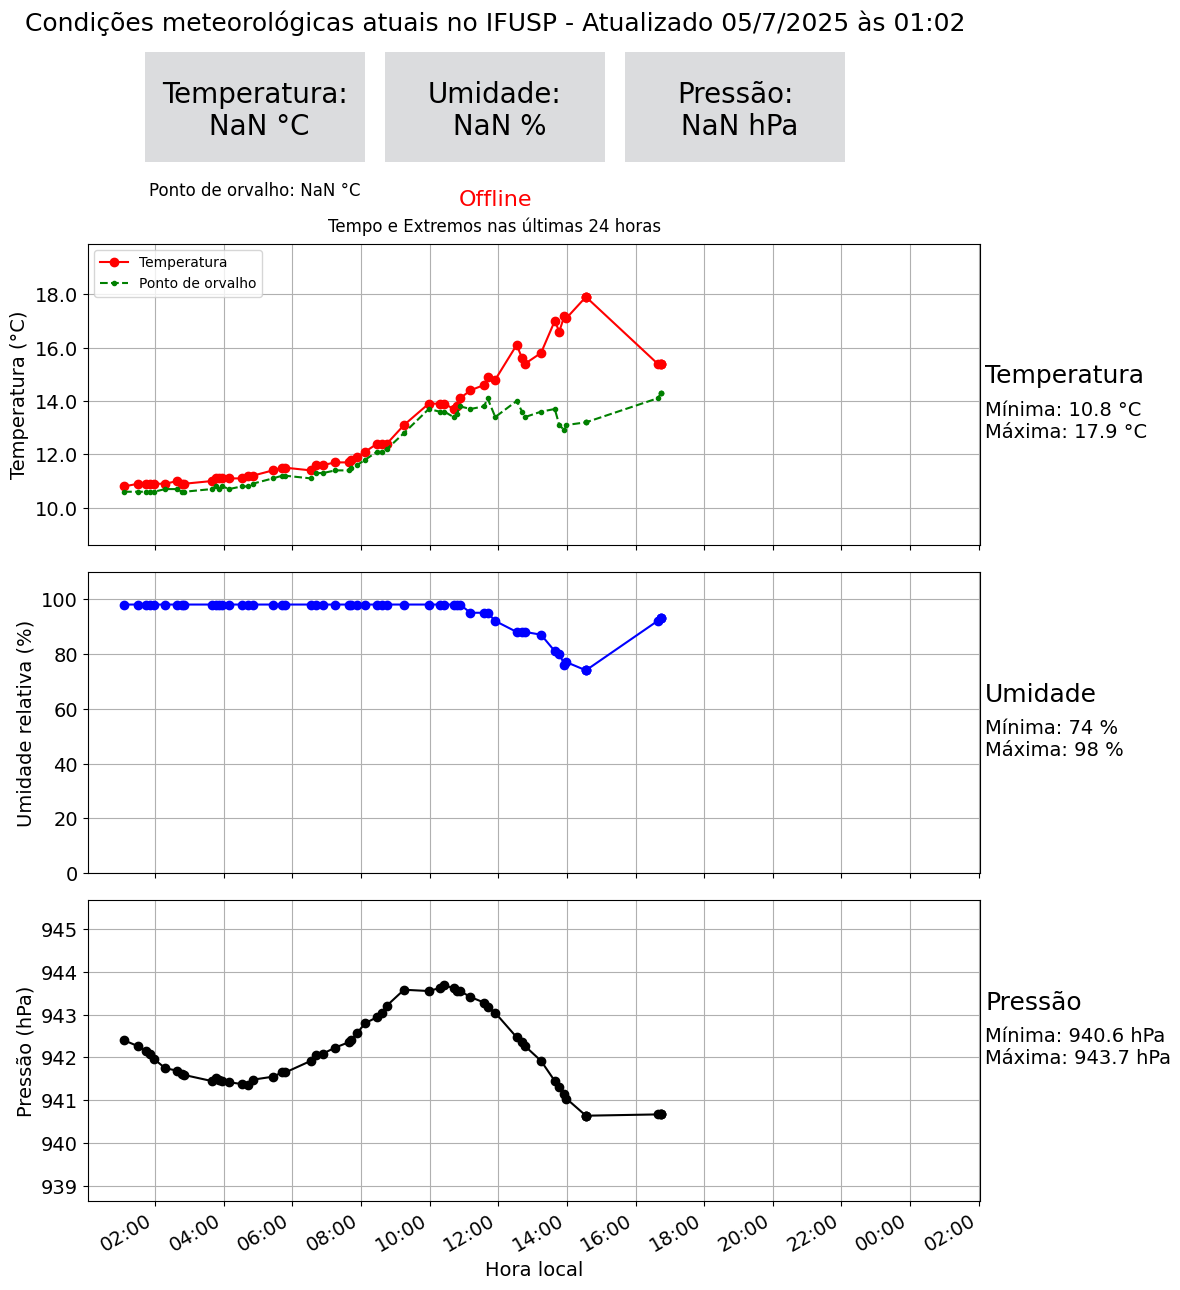 Condições meteorológicas atuais no IFUSP - Atualizado 05/7/2025 às 01:02
Temperatura:
NaN °C
Umidade:
NaN %
Pressão:
NaN hPa
Ponto de orvalho: NaN °C
Offline
Tempo e Extremos nas últimas 24 horas
Temperatura
Ponto de orvalho
Temperatura (°C)
18.0
16.0
14.0
12.0
10.0
Temperatura
Mínima: 10.8 °C
Máxima: 17.9 °C
Umidade relativa (%)
100
80
60
40
20
0
Umidade
Mínima: 74 %
Máxima: 98 %
Pressão (hPa)
945
944
943
942
941
940
939
Pressão
Mínima: 940.6 hPa
Máxima: 943.7 hPa
02:00
04:00
06:00
08:00
10:00
12:00
14:00
16:00
18:00
20:00
22:00
00:00
02:00
Hora local